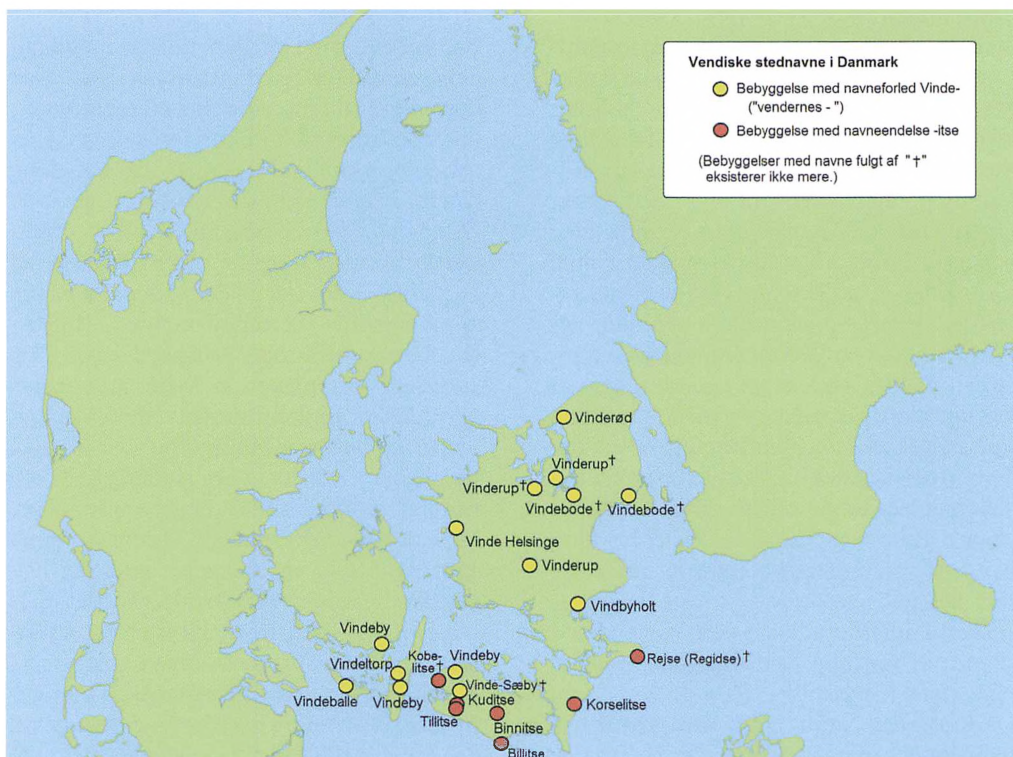 Vendiske stednavne i Danmark
Bebyggelse med navneforled Vinde-
("vendernes - ")
Bebyggelse med navneendelse -itse
(Bebyggelser med navne fulgt af "†"
eksisterer ikke mere.)
Vinderød
Vinderup†
Vinderup†
Vindebode†
Vindebode†
Vinde Helsinge
Vinderup
Vindbyholt
Vindeby
Kobe-
litse†
Vindeby
Rejse (Regidse)†
Vindeltorp
Vinde-Sæby†
Vindeballe
Vindeby
Kuditse
Korselitse
Tillitse
Binnitse
Billitse